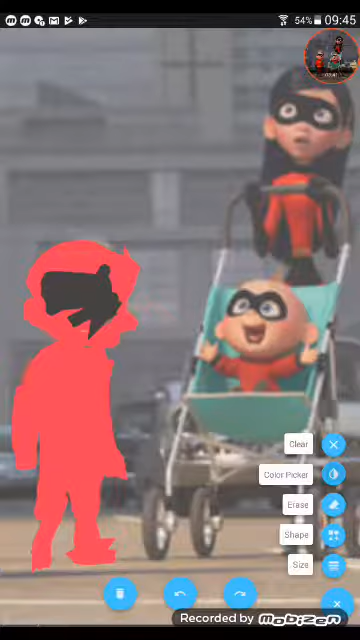 54% 09:45
Clear
Color Picker
Erase
Shape
Size
Recorded by mobizen